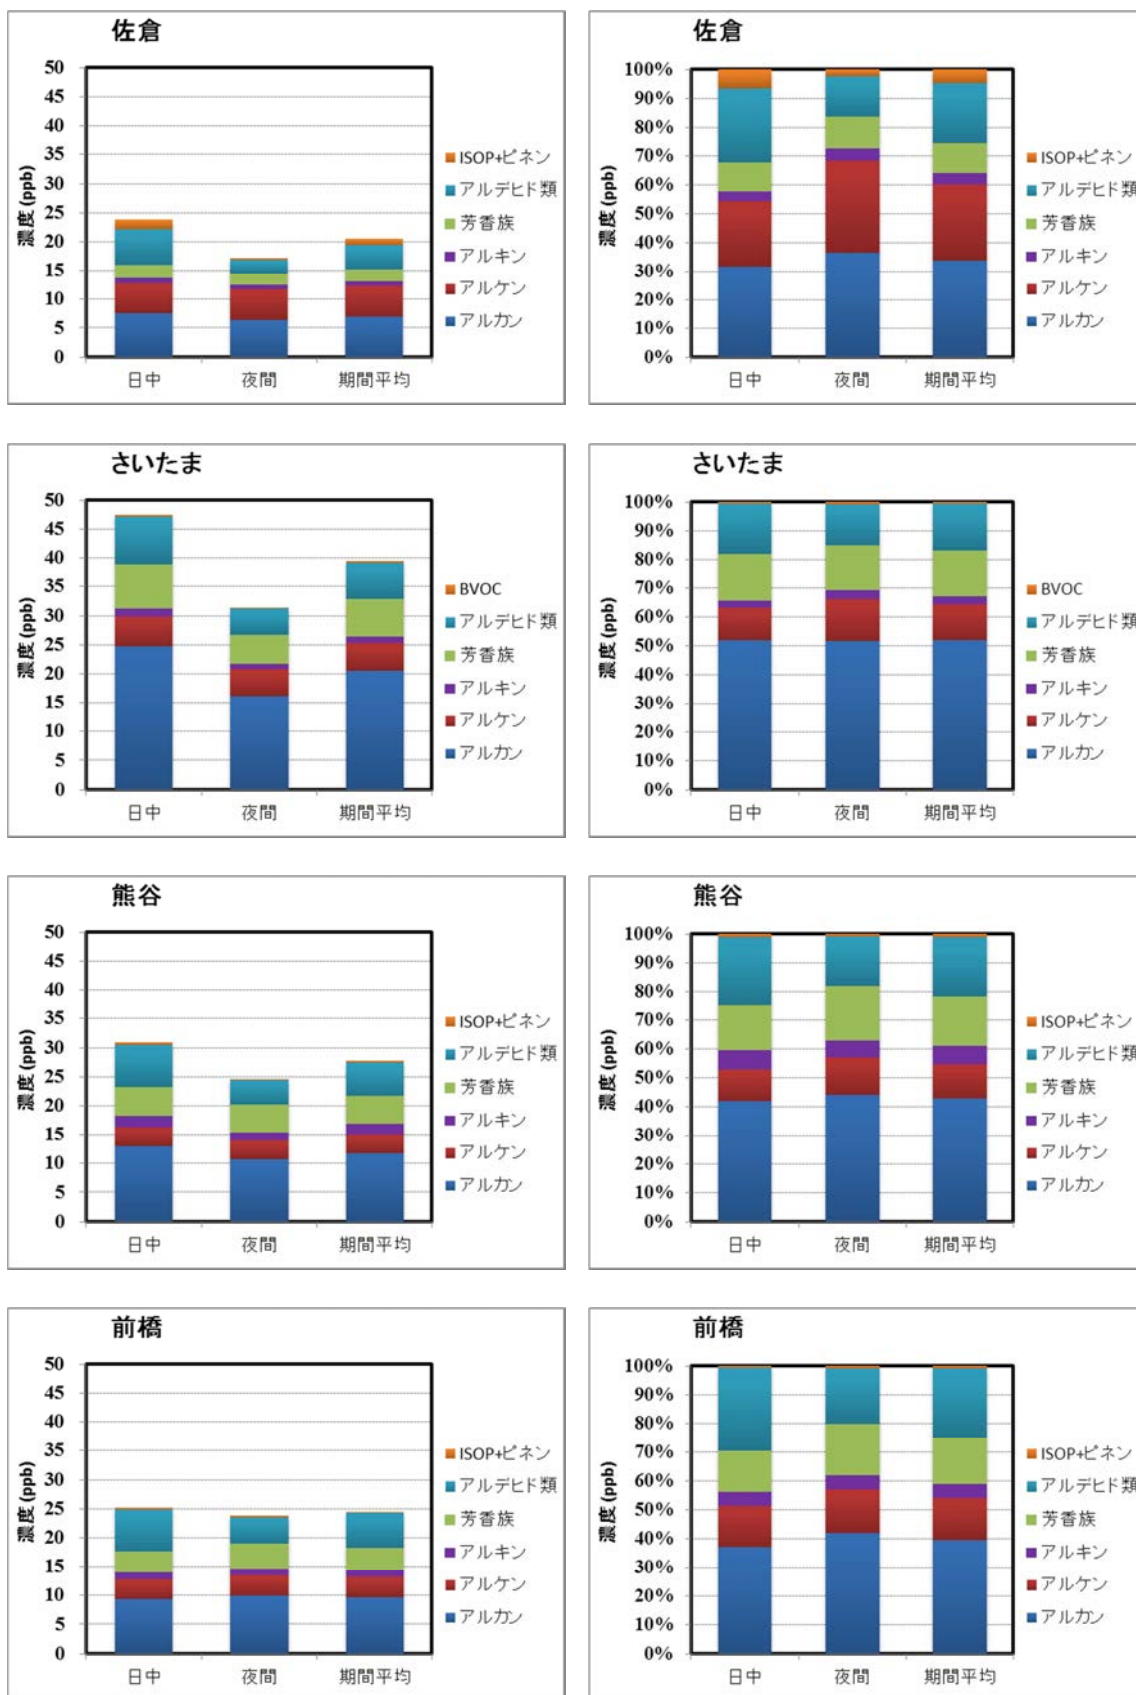 佐倉
濃度 (ppb)
50
45
40
35
30
25
20
15
10
5
0
日中 夜間 期間平均
ISOP+ピネン
アルデヒド類
芳香族
アルキン
アルケン
アルカン
佐倉
100%
90%
80%
70%
60%
50%
40%
30%
20%
10%
0%
濃度 (ppb)
日中 夜間 期間平均
ISOP+ピネン
アルデヒド類
芳香族
アルキン
アルケン
アルカン
さいたま
濃度 (ppb)
50
45
40
35
30
25
20
15
10
5
0
日中 夜間 期間平均
BVOC
アルデヒド類
芳香族
アルキン
アルケン
アルカン
さいたま
濃度 (ppb)
100%
90%
80%
70%
60%
50%
40%
30%
20%
10%
0%
日中 夜間 期間平均
BVOC
アルデヒド類
芳香族
アルキン
アルケン
アルカン
熊谷
濃度 (ppb)
50
45
40
35
30
25
20
15
10
5
0
日中 夜間 期間平均
ISOP+ピネン
アルデヒド類
芳香族
アルキン
アルケン
アルカン
熊谷
濃度 (ppb)
100%
90%
80%
70%
60%
50%
40%
30%
20%
10%
0%
日中 夜間 期間平均
ISOP+ピネン
アルデヒド類
芳香族
アルキン
アルケン
アルカン
前橋
濃度 (ppb)
50
45
40
35
30
25
20
15
10
5
0
日中 夜間 期間平均
ISOP+ピネン
アルデヒド類
芳香族
アルキン
アルケン
アルカン
前橋
濃度 (ppb)
100%
90%
80%
70%
60%
50%
40%
30%
20%
10%
0%
日中 夜間 期間平均
ISOP+ピネン
アルデヒド類
芳香族
アルキン
アルケン
アルカン